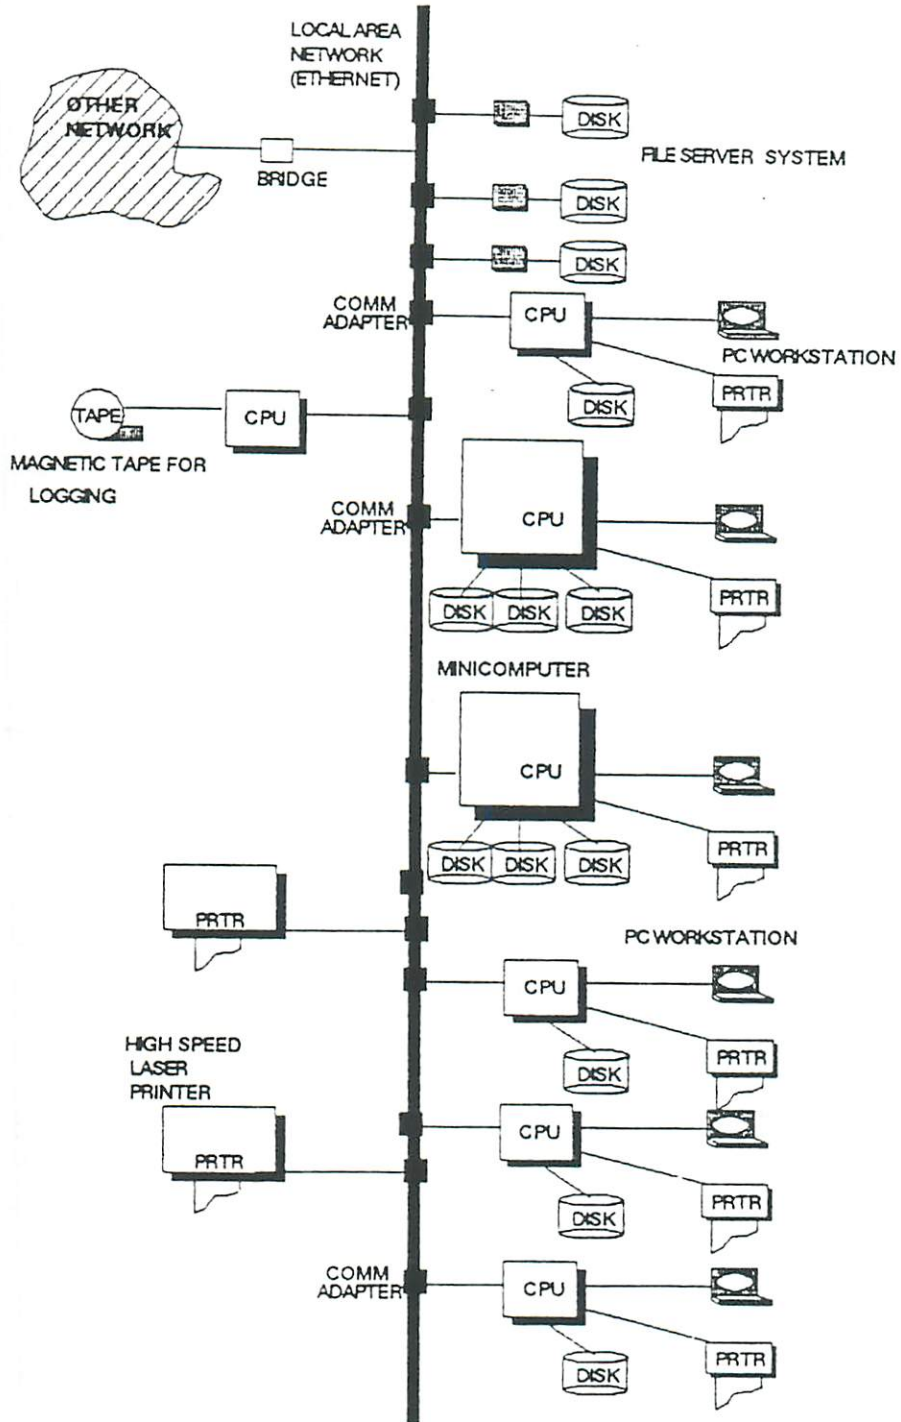 LOCAL AREA
NETWORK
(ETHERNET)
OTHER
NETWORK
BRIDGE
DISK
FILE SERVER SYSTEM
DISK
DISK
COMM
ADAPTER
CPU
PC WORKSTATION
DISK
PRTR
TAPE
CPU
MAGNETIC TAPE FOR
LOGGING
COMM
ADAPTER
CPU
DISK DISK DISK
PRTR
MINICOMPUTER
CPU
DISK DISK DISK
PRTR
PRTR
PC WORKSTATION
CPU
DISK
PRTR
HIGH SPEED
LASER
PRINTER
PRTR
CPU
DISK
PRTR
COMM
ADAPTER
CPU
DISK
PRTR